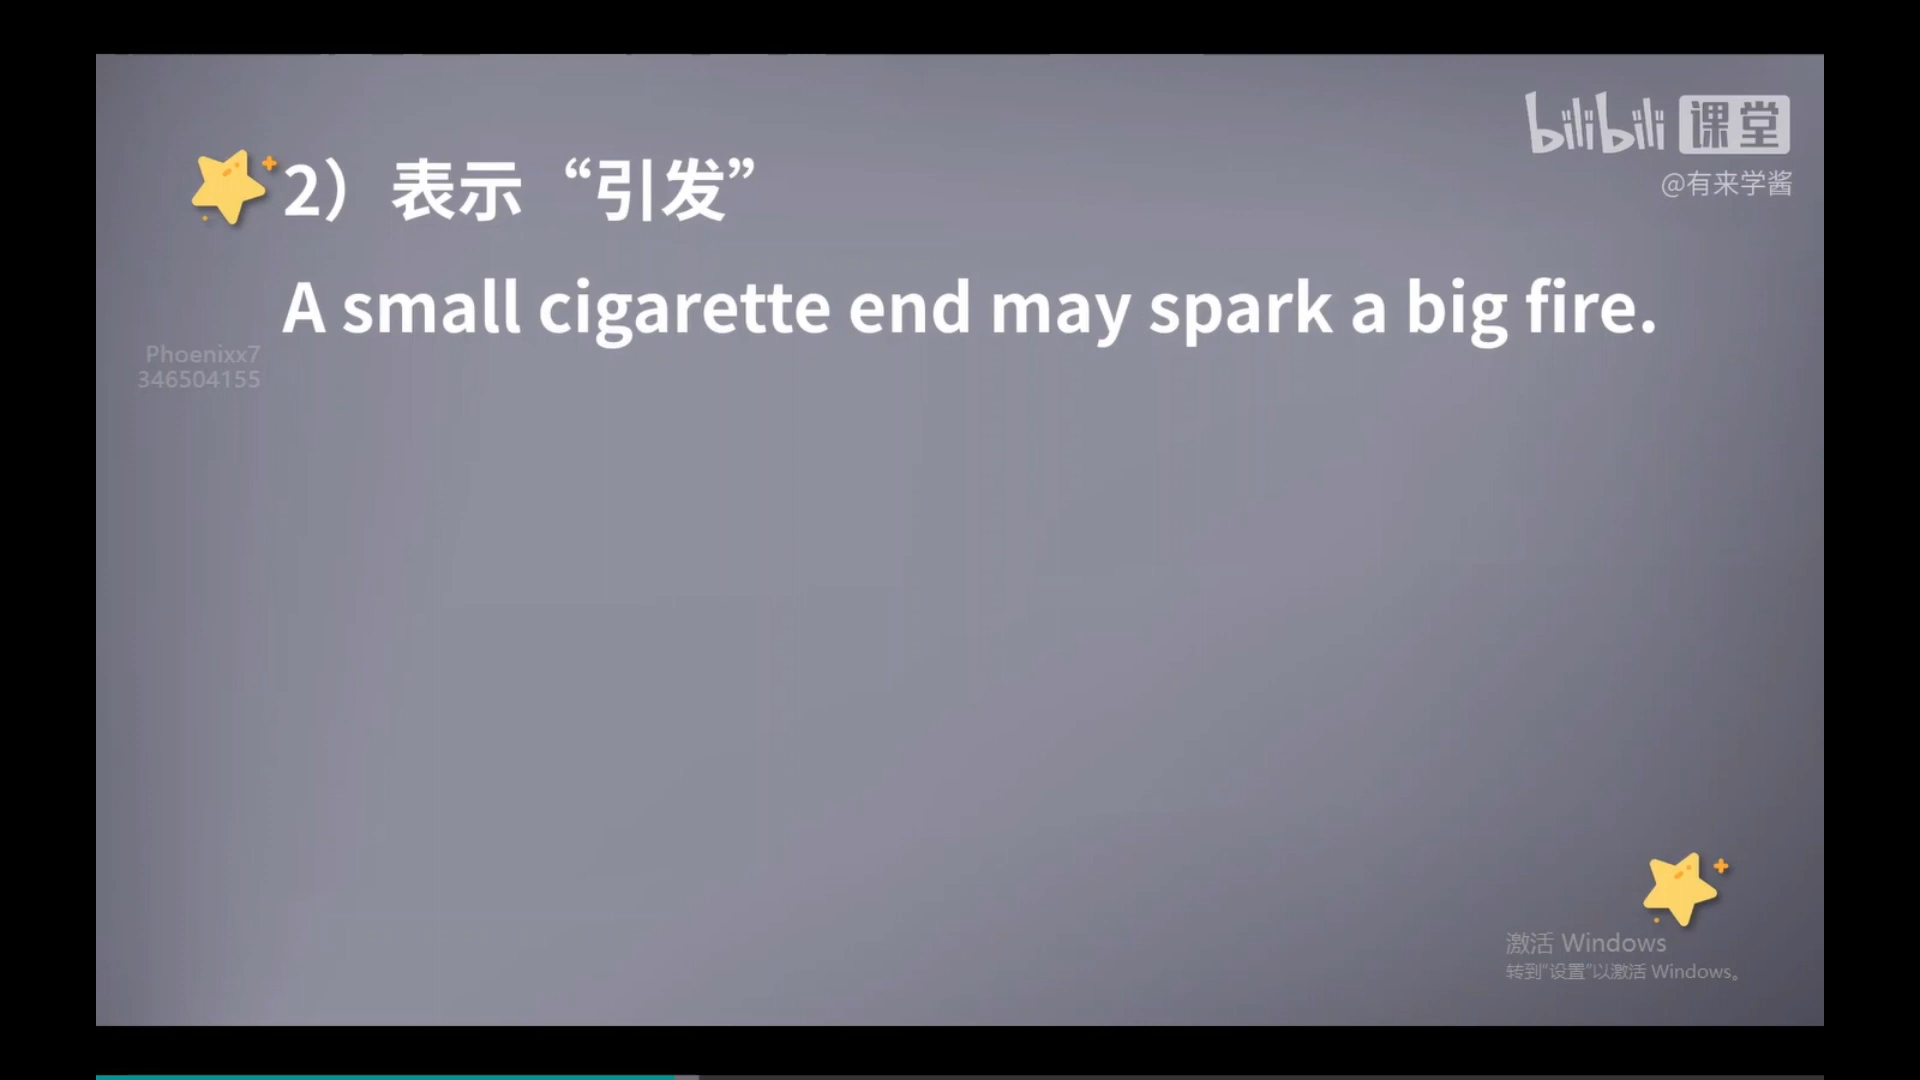 bilibili 课堂
@有来学酱
2）表示“引发”
A small cigarette end may spark a big fire.
Phoenixx7
346504155
激活 Windows
转到“设置”以激活 Windows。